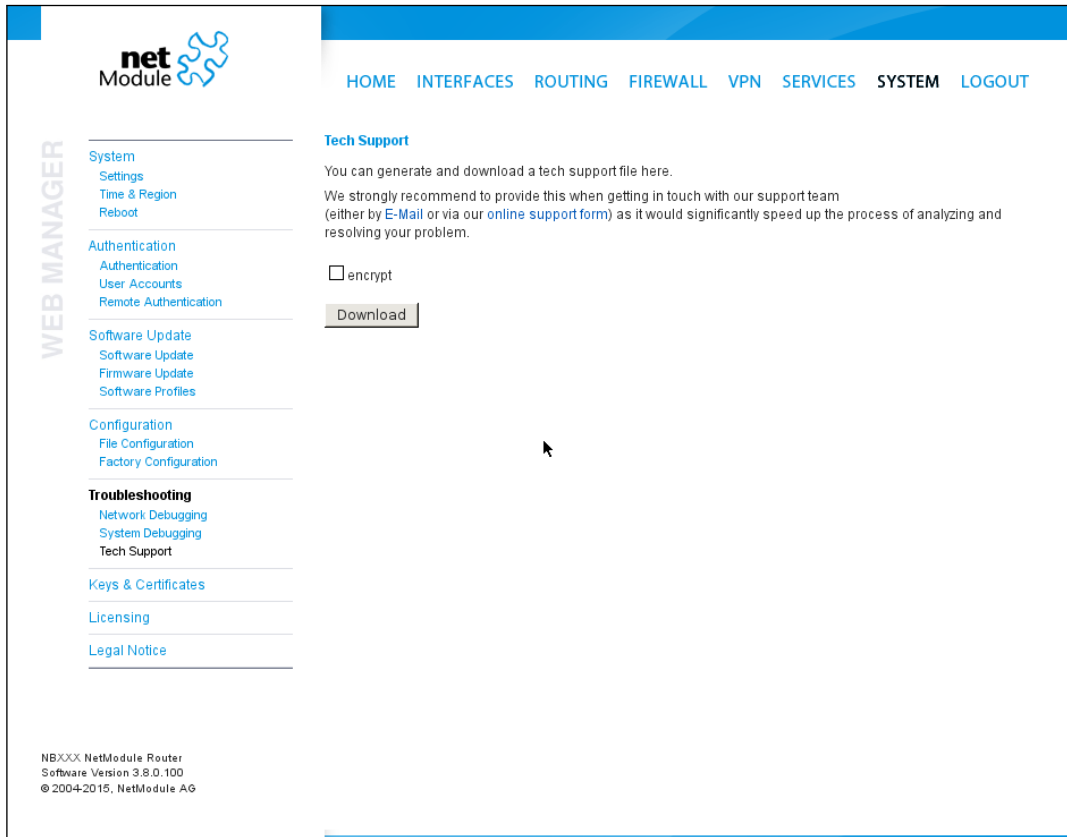 net
Module
HOME INTERFACES ROUTING FIREWALL VPN SERVICES SYSTEM LOGOUT
WEB MANAGER
System
Settings
Time & Region
Reboot
Authentication
Authentication
User Accounts
Remote Authentication
Software Update
Software Update
Firmware Update
Software Profiles
Configuration
File Configuration
Factory Configuration
Troubleshooting
Network Debugging
System Debugging
Tech Support
Keys & Certificates
Licensing
Legal Notice
Tech Support
You can generate and download a tech support file here.
We strongly recommend to provide this when getting in touch with our support team
(either by E-Mail or via our online support form) as it would significantly speed up the process of analyzing and
resolving your problem.
encrypt
Download
NBXXX NetModule Router
Software Version 3.8.0.100
© 2004-2015, NetModule AG